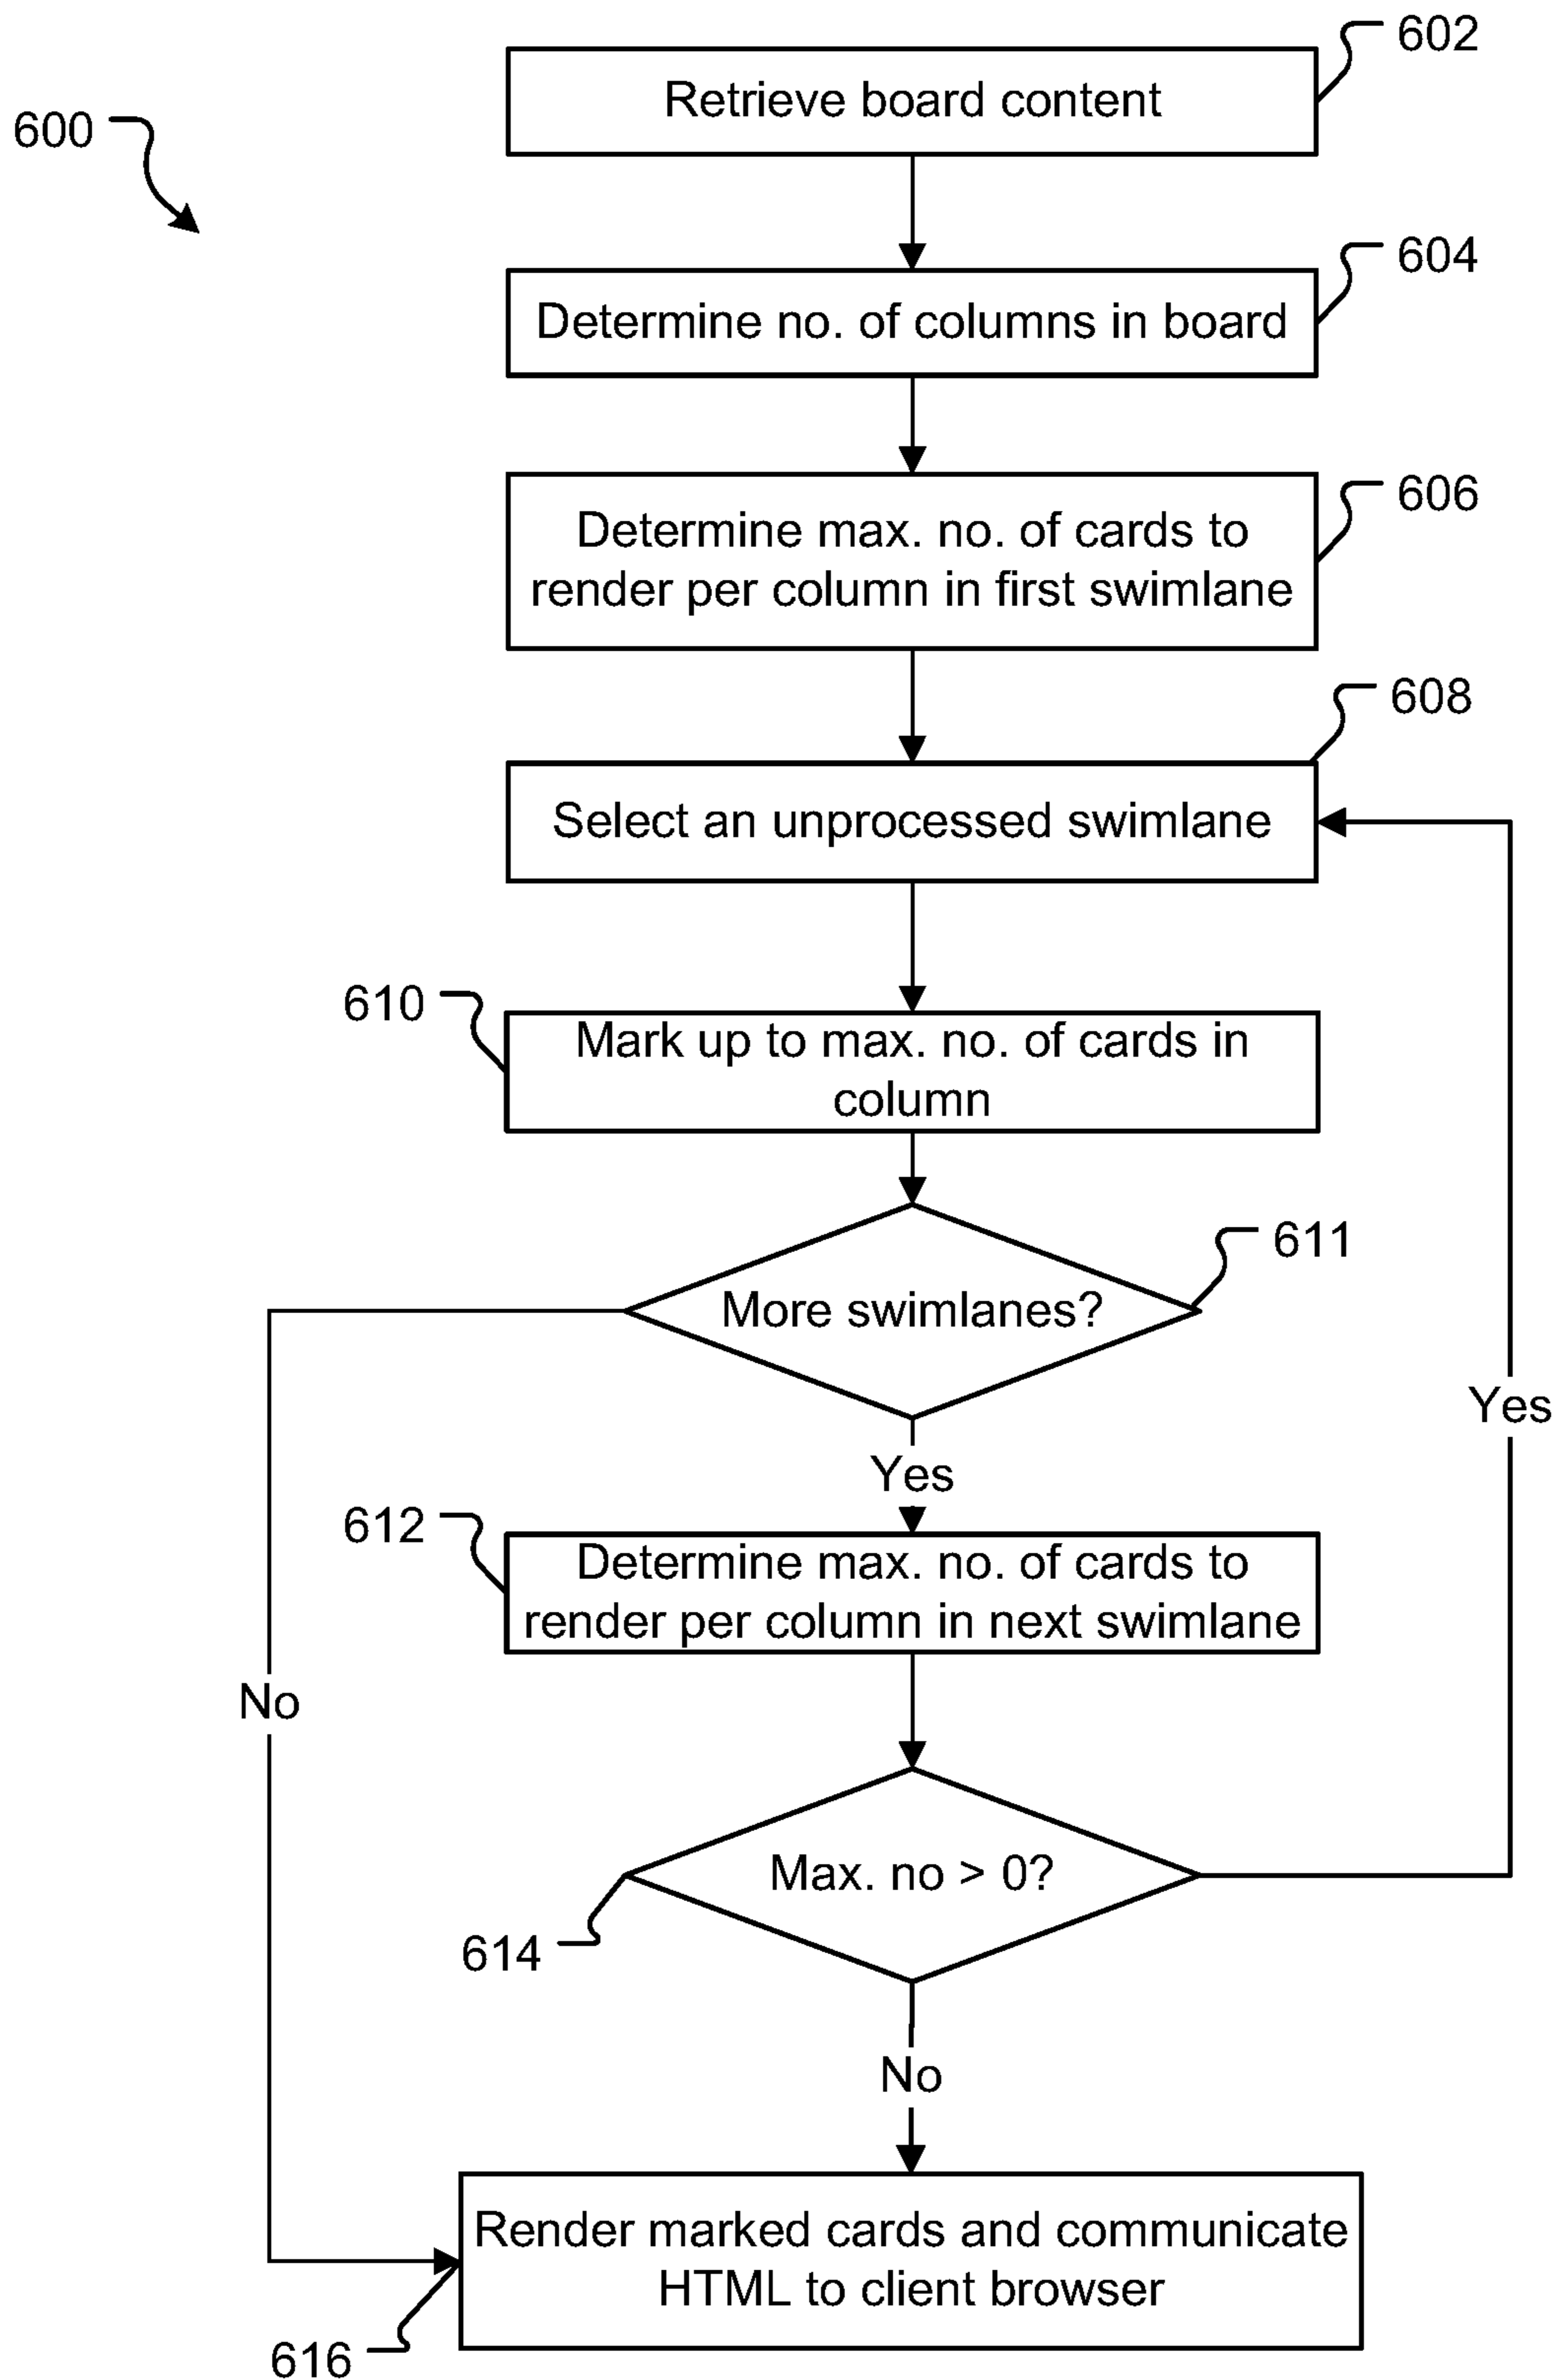 602
Retrieve board content
600
604
Determine no. of columns in board
606
Determine max. no. of cards to
render per column in first swimlane
608
Select an unprocessed swimlane
610
Mark up to max. no. of cards in
column
611
More swimlanes?
Yes
Yes
612
Determine max. no. of cards to
render per column in next swimlane
No
Max. no > 0?
614
No
Render marked cards and communicate
HTML to client browser
616